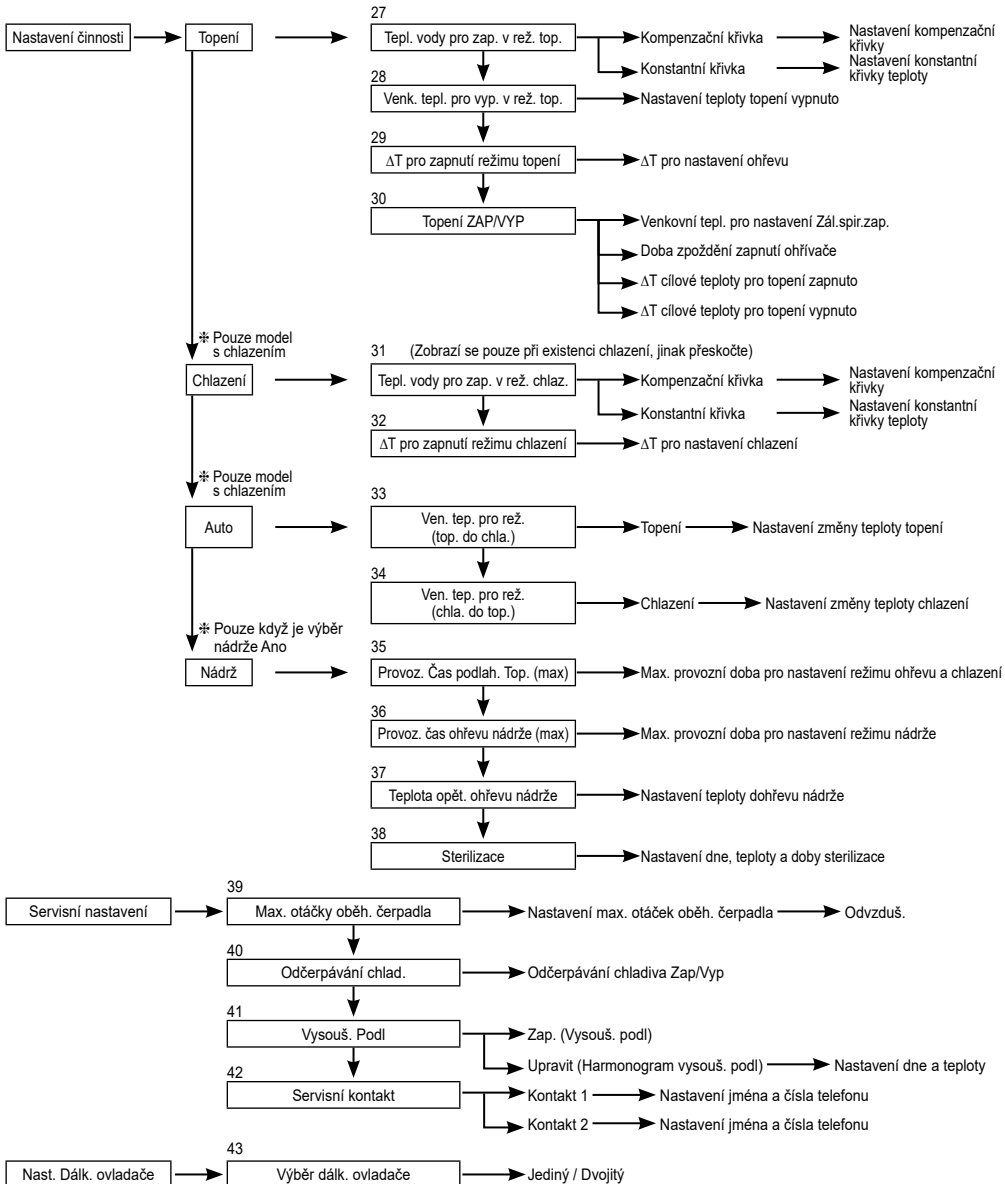 27
Nastavení činnosti
Topení
Tepl. vody pro zap. v rež. top.
Kompenzační křivka
Nastavení kompenzační
křivky
Konstantní křivka
Nastavení konstantní
křivky teploty
28
Venk. tepl. pro vyp. v rež. top.
Nastavení teploty topení vypnuto
29
∆T pro zapnutí režimu topení
∆T pro nastavení ohřevu
30
Topení ZAP/VYP
Venkovní tepl. pro nastavení Zál.spir.zap.
Doba zpoždění zapnutí ohřívače
∆T cílové teploty pro topení zapnuto
∆T cílové teploty pro topení vypnuto
⁜ Pouze model
s chlazením
31 (Zobrazí se pouze při existenci chlazení, jinak přeskočte)
Chlazení
Tepl. vody pro zap. v rež. chlaz.
Kompenzační křivka
Nastavení kompenzační
křivky
Konstantní křivka
Nastavení konstantní
křivky teploty
32
∆T pro zapnutí režimu chlazení
∆T pro nastavení chlazení
⁜ Pouze model
s chlazením
33
Auto
Ven. tep. pro rež.
(top. do chla.)
Topení
Nastavení změny teploty topení
34
Ven. tep. pro rež.
(chla. do top.)
Chlazení
Nastavení změny teploty chlazení
⁜ Pouze když je výběr
nádrže Ano
35
Nádrž
Provoz. Čas podlah. Top. (max)
Max. provozní doba pro nastavení režimu ohřevu a chlazení
36
Provoz. čas ohřevu nádrže (max)
Max. provozní doba pro nastavení režimu nádrže
37
Teplota opět. ohřevu nádrže
Nastavení teploty dohřevu nádrže
38
Sterilizace
Nastavení dne, teploty a doby sterilizace
39
Servisní nastavení
Max. otáčky oběh. čerpadla
Nastavení max. otáček oběh. čerpadla
Odvzduš.
40
Odčerpávání chlad.
Odčerpávání chladiva Zap/Vyp
41
Vysouš. Podl
Zap. (Vysouš. podl)
Upravit (Harmonogram vysouš. podl)
Nastavení dne a teploty
42
Servisní kontakt
Kontakt 1
Nastavení jména a čísla telefonu
Kontakt 2
Nastavení jména a čísla telefonu
43
Nast. Dálk. ovladače
Výběr dálk. ovladače
Jediný / Dvojitý